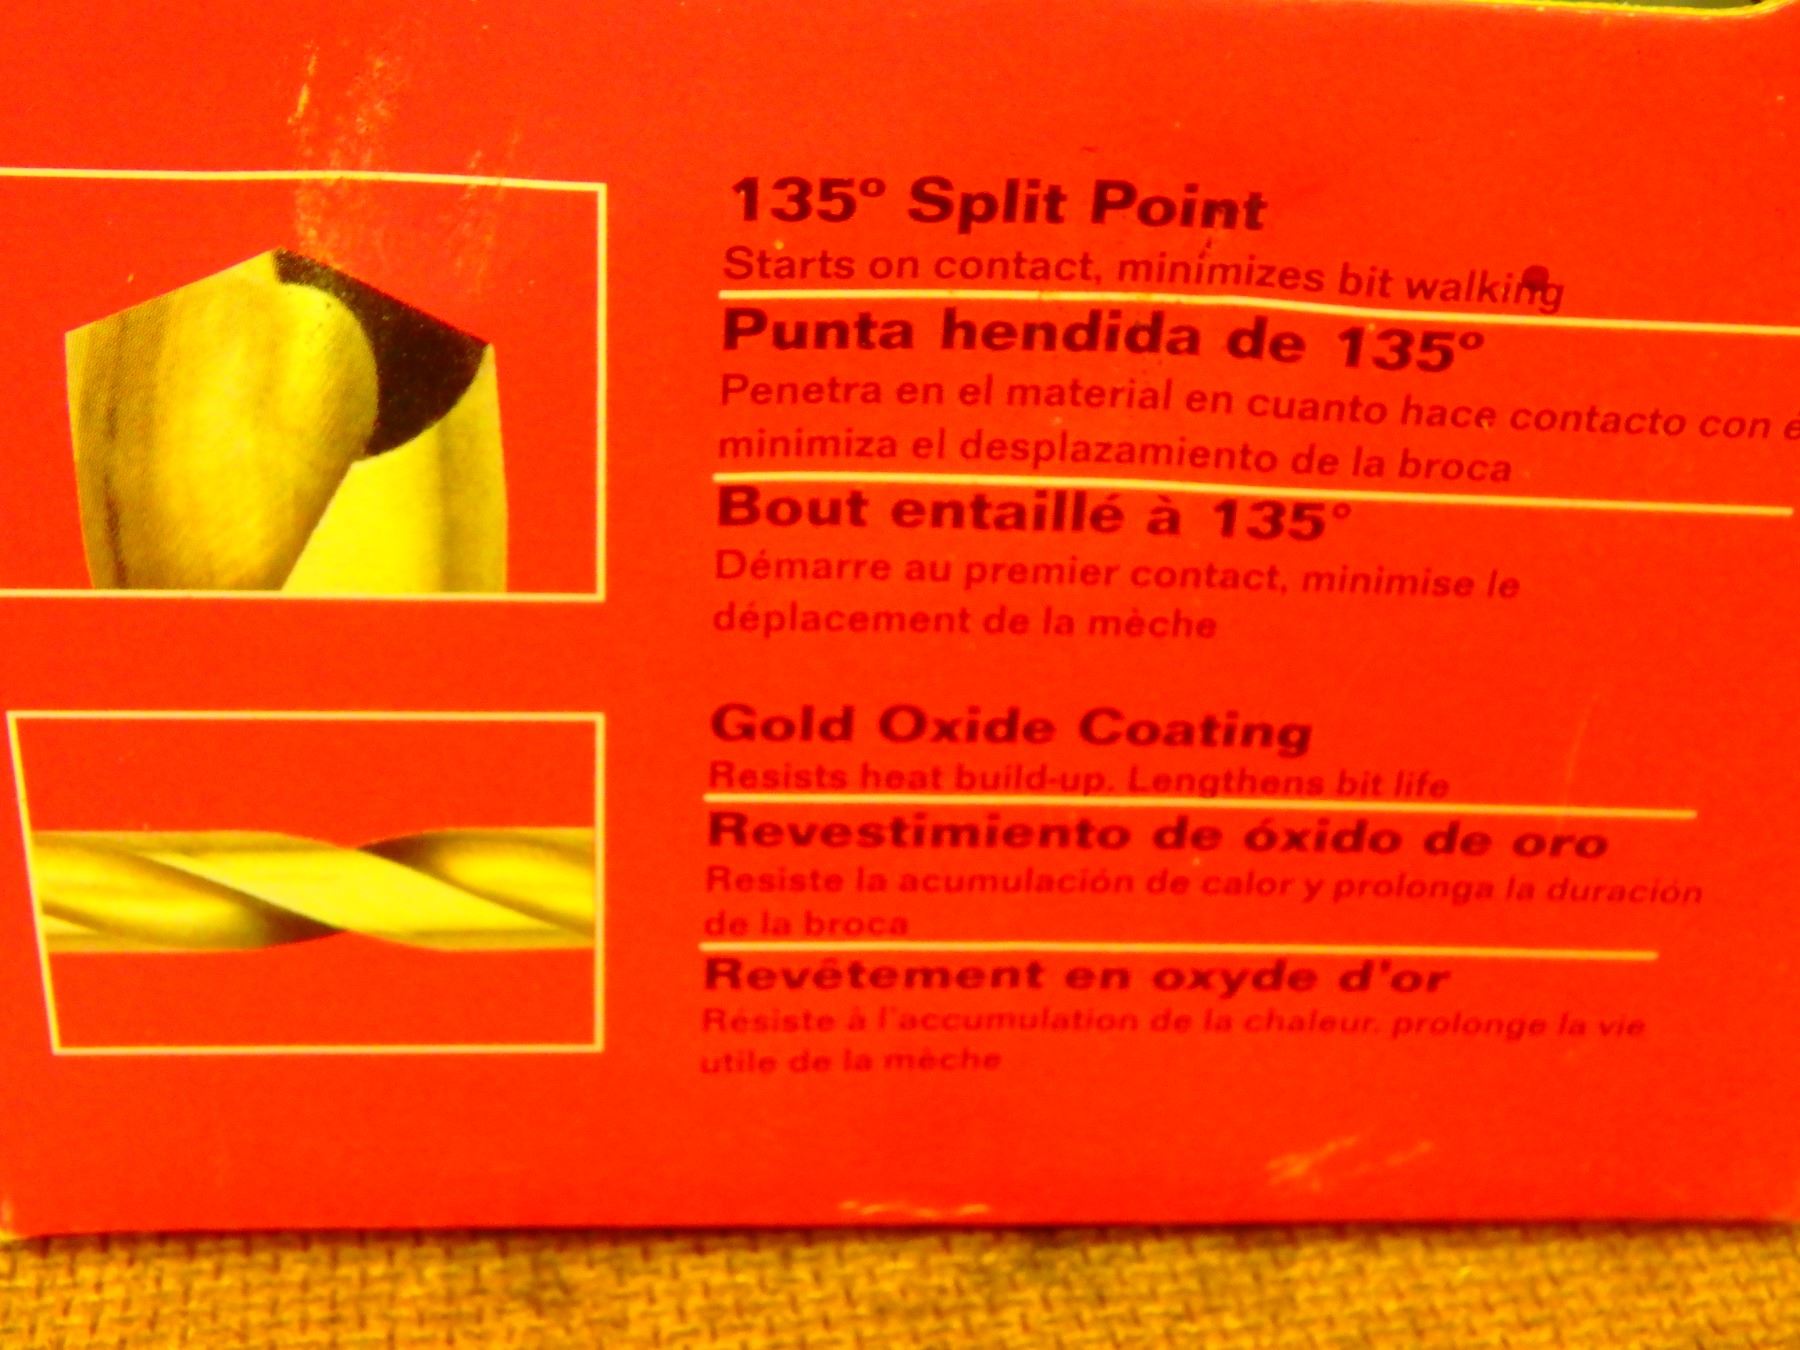 135º Split Point
Starts on contact, minimizes bit walking
Punta hendida de 135º
Penetra en el material en cuanto hace contacto con
minimiza el desplazamiento de la broca
Bout entaillé à 135°
Démarre au premier contact, minimise le
déplacement de la mèche
Gold Oxide Coating
Resists heat build-up. Lengthens bit life
Revestimiento de óxido de oro
Resiste la acumulación de calor y prolonga la duración
de la broca
Revêtement en oxyde d'or
Résiste à l'accumulation de la chaleur. prolonge la vie
utile de la mèche